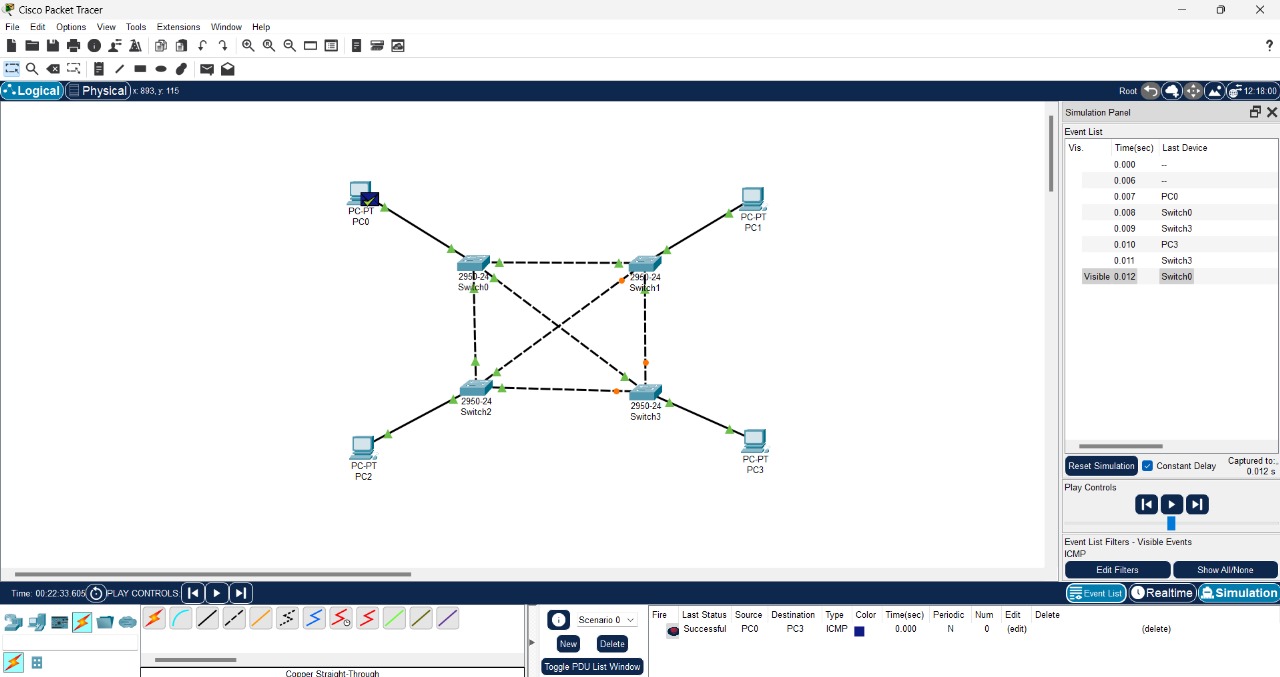 Cisco Packet Tracer
File Edit Options View Tools Extensions Window Help
?
Logical Physical x: 893, y: 115 Root 12:18:00
Simulation Panel
Event List
Vis. Time(sec) Last Device
0.000 --
0.006 --
0.007 PC0
0.008 Switch0
0.009 Switch3
0.010 PC3
0.011 Switch3
Visible 0.012 Switch0
PC-PT
PC0
PC-PT
PC1
2950-24
Switch0
2950-24
Switch1
2950-24
Switch2
2950-24
Switch3
PC-PT
PC2
PC-PT
PC3
Reset Simulation Constant Delay Captured to:
0.012 s
Play Controls
Event List Filters - Visible Events
ICMP
Edit Filters Show All/None
Time: 00:22:33.605 PLAY CONTROLS: Event List Realtime Simulation
Scenario 0
New Delete
Toggle PDU List Window
Fire Last Status Source Destination Type Color Time(sec) Periodic Num Edit Delete
Successful PC0 PC3 ICMP 0.000 N 0 (edit) (delete)
Copper Straight-Through